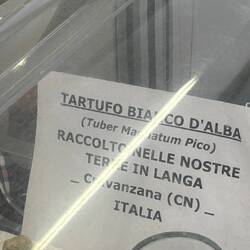 TARTUFO BIANCO D'ALBA
(Tuber Magnatum Pico)
RACCOLTO NELLE NOSTRE
TERRE IN LANGA
– Cravanzana (CN) –
ITALIA